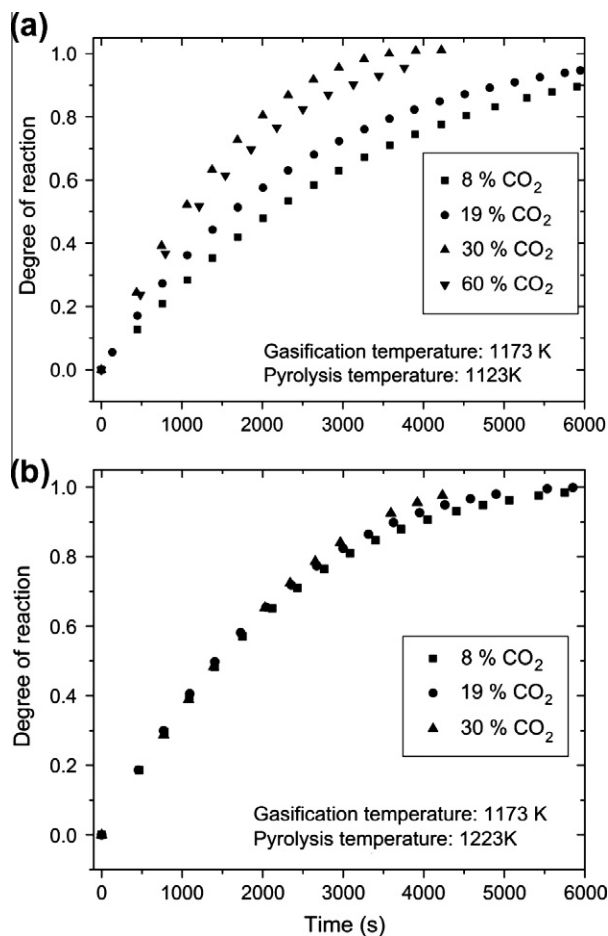 (a)
1.0
0.8
0.6
0.4
0.2
0.0
Degree of reaction
8 % CO2
19 % CO2
30 % CO2
60 % CO2
Gasification temperature: 1173 K
Pyrolysis temperature: 1123K
0 1000 2000 3000 4000 5000 6000
(b)
1.0
0.8
0.6
0.4
0.2
0.0
Degree of reaction
8 % CO2
19 % CO2
30 % CO2
Gasification temperature: 1173 K
Pyrolysis temperature: 1223K
0 1000 2000 3000 4000 5000 6000
Time (s)